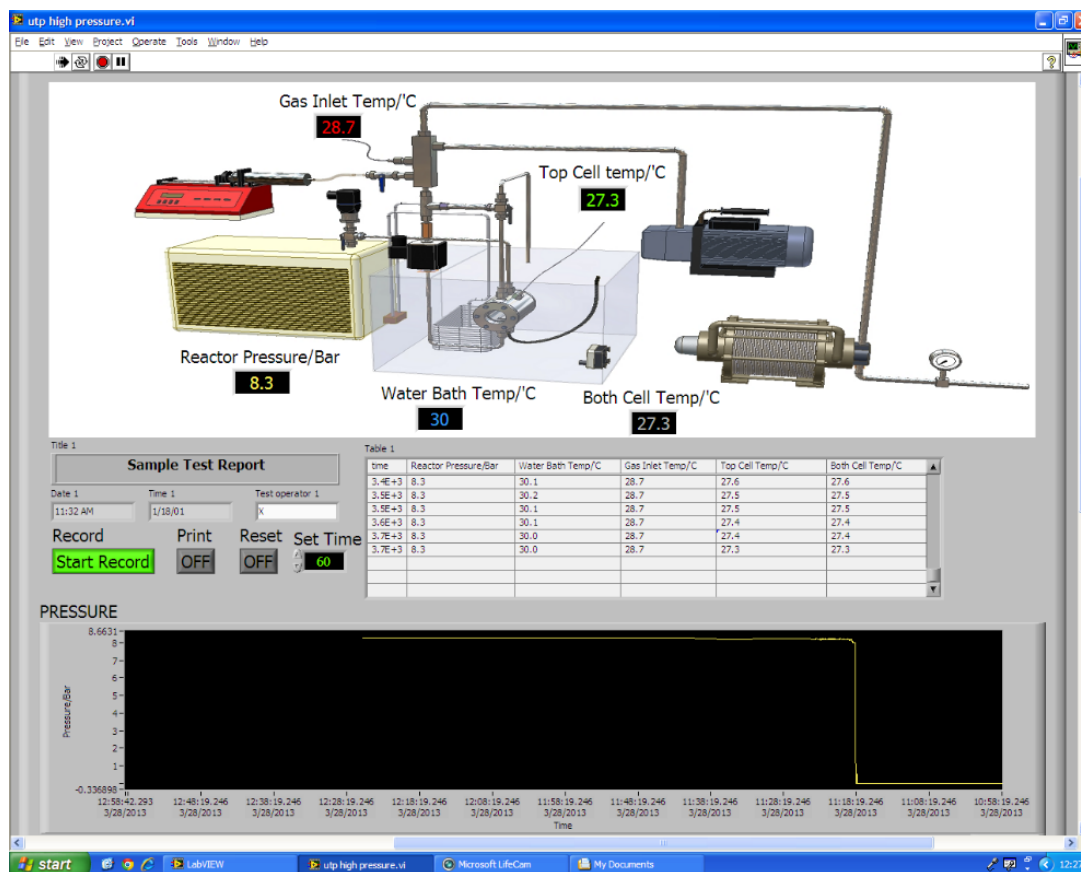 utp high pressure.vi
File Edit View Project Operate Tools Window Help
Gas Inlet Temp/'C
28.7
Top Cell temp/'C
27.3
Reactor Pressure/Bar
8.3
Water Bath Temp/'C
30
Both Cell Temp/'C
27.3
Title 1
Sample Test Report
Date 1 Time 1 Test operator 1
11:32 AM 1/18/01 X
Record Print Reset Set Time
Start Record OFF OFF 60
Table 1
time Reactor Pressure/Bar Water Bath Temp/C Gas Inlet Temp/C Top Cell Temp/C Both Cell Temp/C
3.4E+3 8.3 30.1 28.7 27.6 27.6
3.5E+3 8.3 30.2 28.7 27.5 27.5
3.5E+3 8.3 30.1 28.7 27.5 27.5
3.6E+3 8.3 30.1 28.7 27.4 27.4
3.7E+3 8.3 30.0 28.7 27.4 27.4
3.7E+3 8.3 30.0 28.7 27.3 27.3
PRESSURE
8.6631
8
7
6
5
4
3
2
1
-0.336898
Pressure/Bar
12:58:42.293 12:48:19.246 12:38:19.246 12:28:19.246 12:18:19.246 12:08:19.246 11:58:19.246 11:48:19.246 11:38:19.246 11:28:19.246 11:18:19.246 11:08:19.246 10:58:19.246
3/28/2013 3/28/2013 3/28/2013 3/28/2013 3/28/2013 3/28/2013 3/28/2013 3/28/2013 3/28/2013 3/28/2013 3/28/2013 3/28/2013 3/28/2013
Time
start LabVIEW utp high pressure.vi Microsoft LifeCam My Documents 12:27